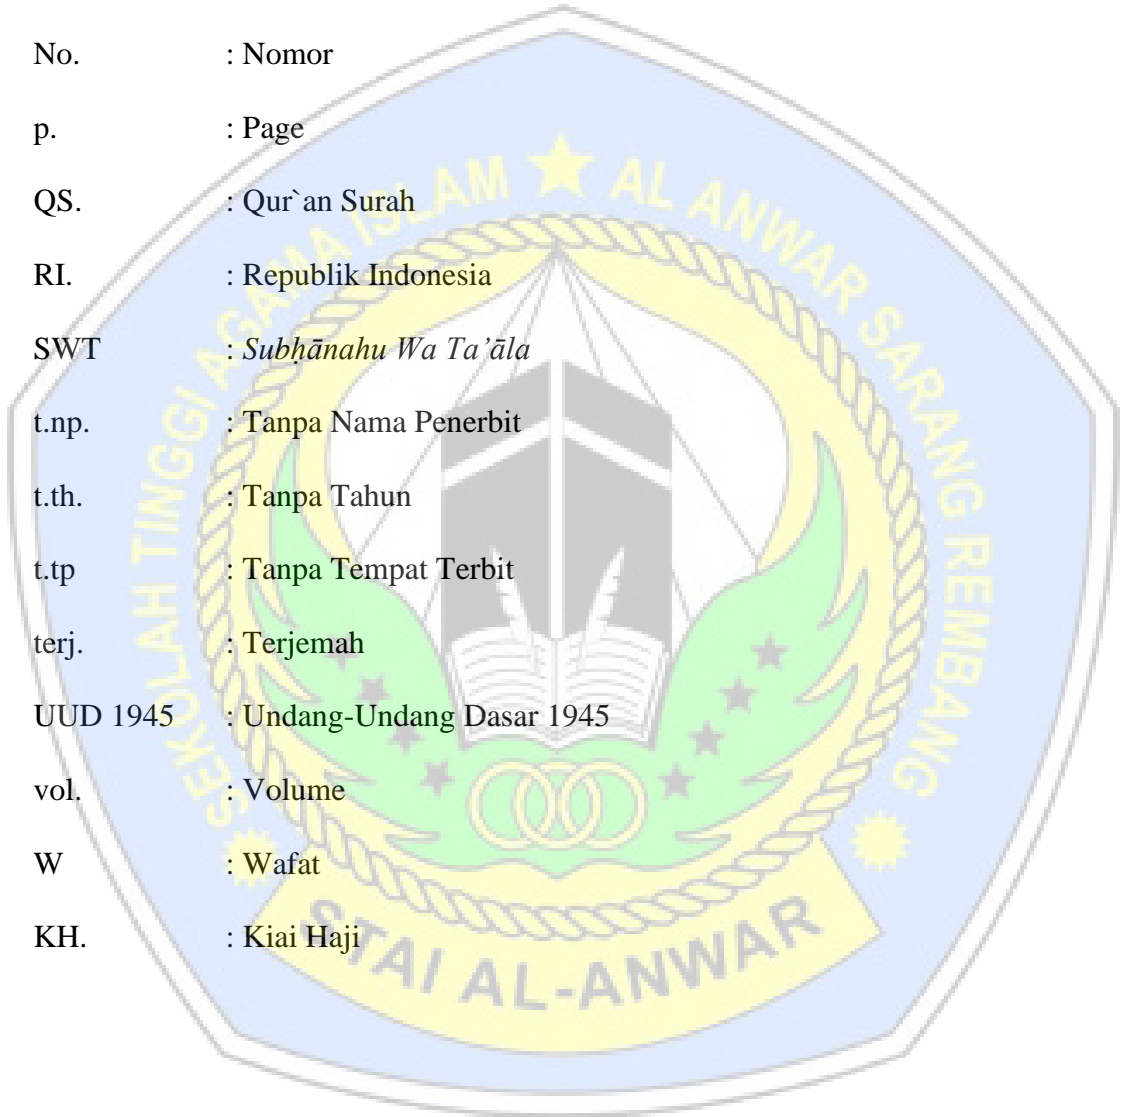 No. : Nomor
p. : Page
QS. : Qur`an Surah
RI. : Republik Indonesia
SWT : Subḥānahu Wa Ta’āla
t.np. : Tanpa Nama Penerbit
t.th. : Tanpa Tahun
t.tp : Tanpa Tempat Terbit
terj. : Terjemah
UUD 1945 : Undang-Undang Dasar 1945
vol. : Volume
W : Wafat
KH. : Kiai Haji
SEKOLAH TINGGI AGAMA ISLAM ★ AL ANWAR SARANG REMBANG
STAI AL-ANWAR